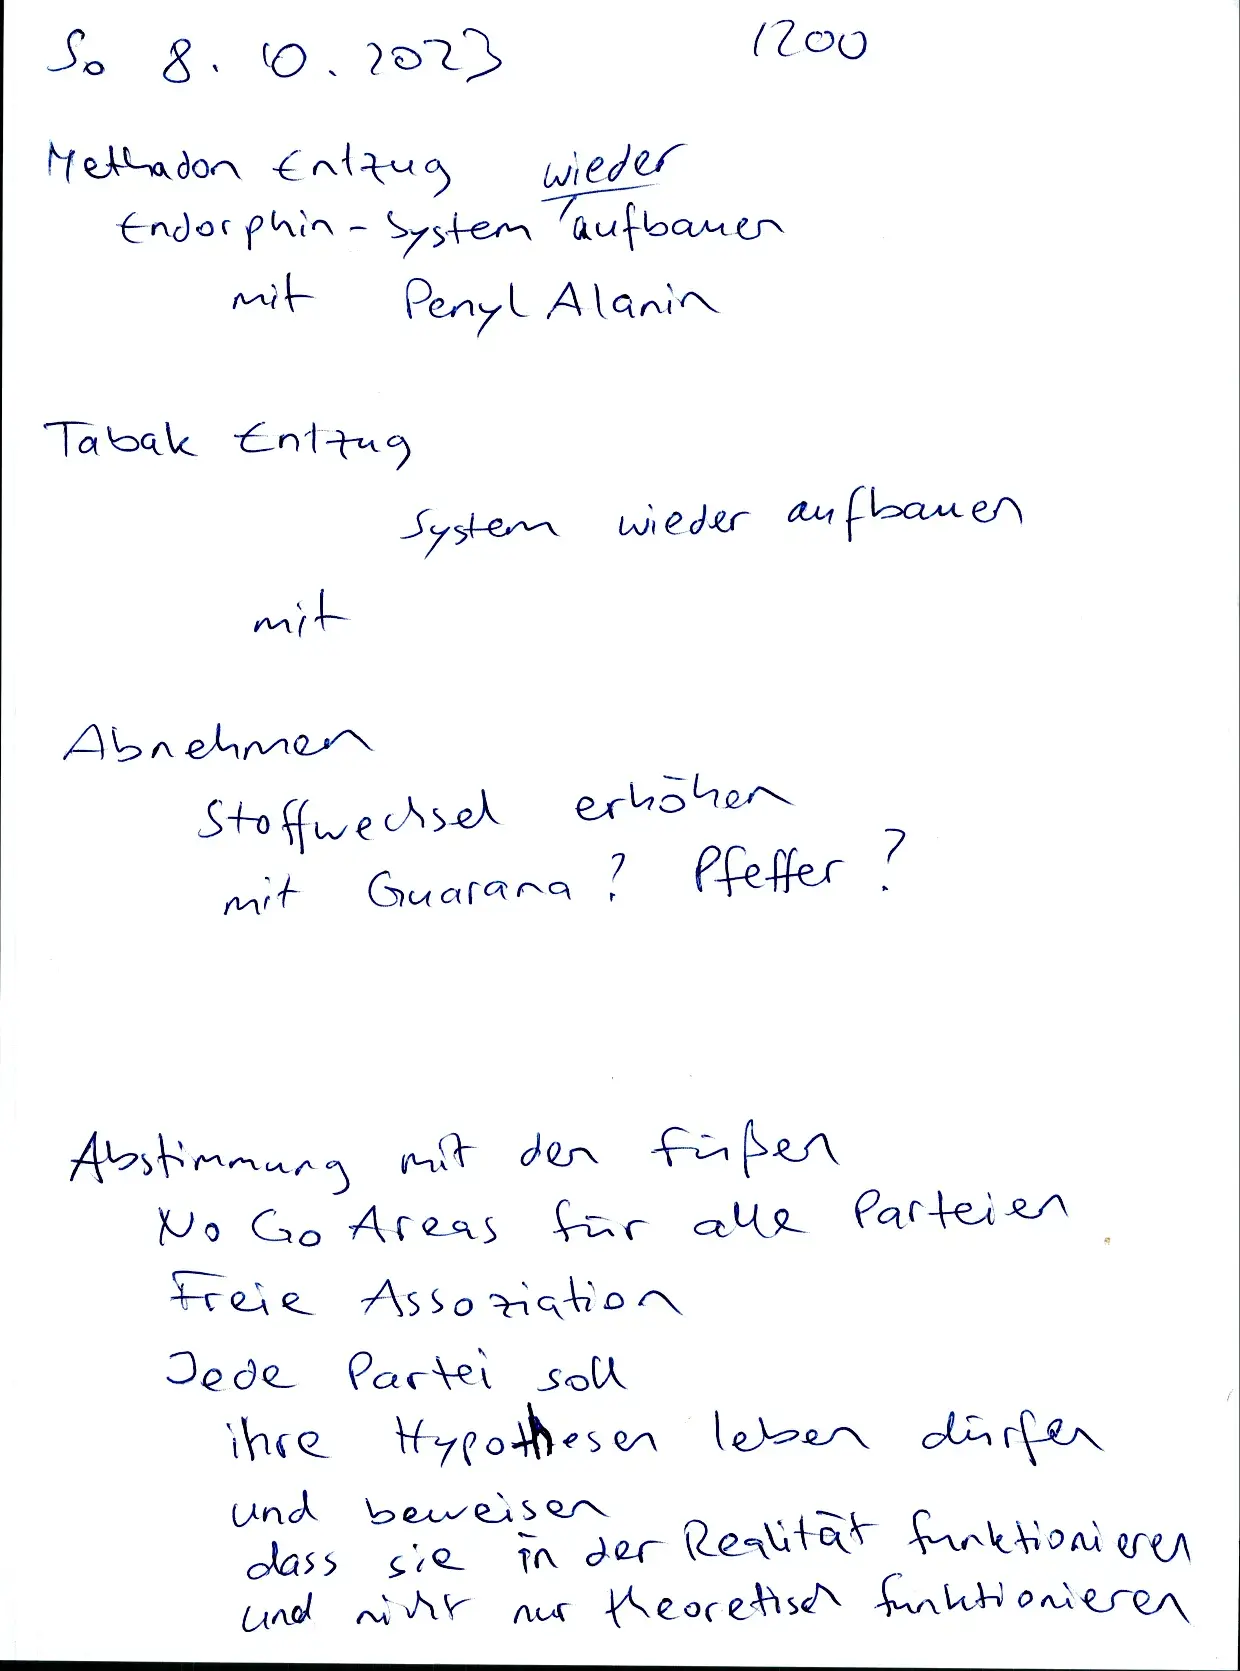 So 8. 10. 2023 1200
Methadon Entzug wieder
Endorphin-System aufbauen
mit Penyl Alanin
Tabak Entzug
System wieder aufbauen
mit
Abnehmen
Stoffwechsel erhöhen
mit Guarana? Pfeffer?
Abstimmung mit den Füßen
No Go Areas für alle Parteien
Freie Assoziation
Jede Partei soll
ihre Hypothesen leben dürfen
und beweisen
dass sie in der Realität funktionieren
und nicht nur theoretisch funktionieren